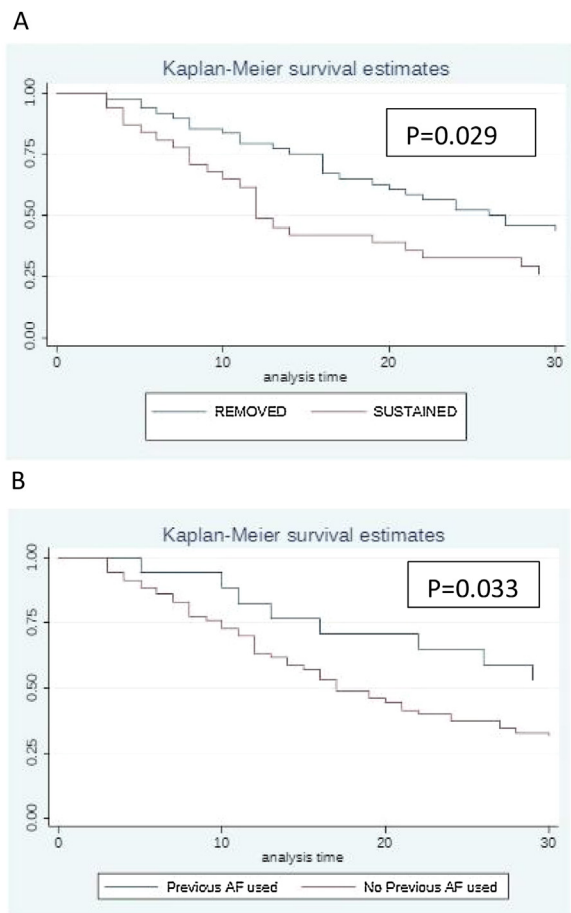 A
Kaplan-Meier survival estimates
P=0.029
1.00
0.75
0.50
0.25
0.00
0 10 20 30
analysis time
REMOVED SUSTAINED
B
Kaplan-Meier survival estimates
P=0.033
1.00
0.75
0.50
0.25
0.00
0 10 20 30
analysis time
Previous AF used No Previous AF used